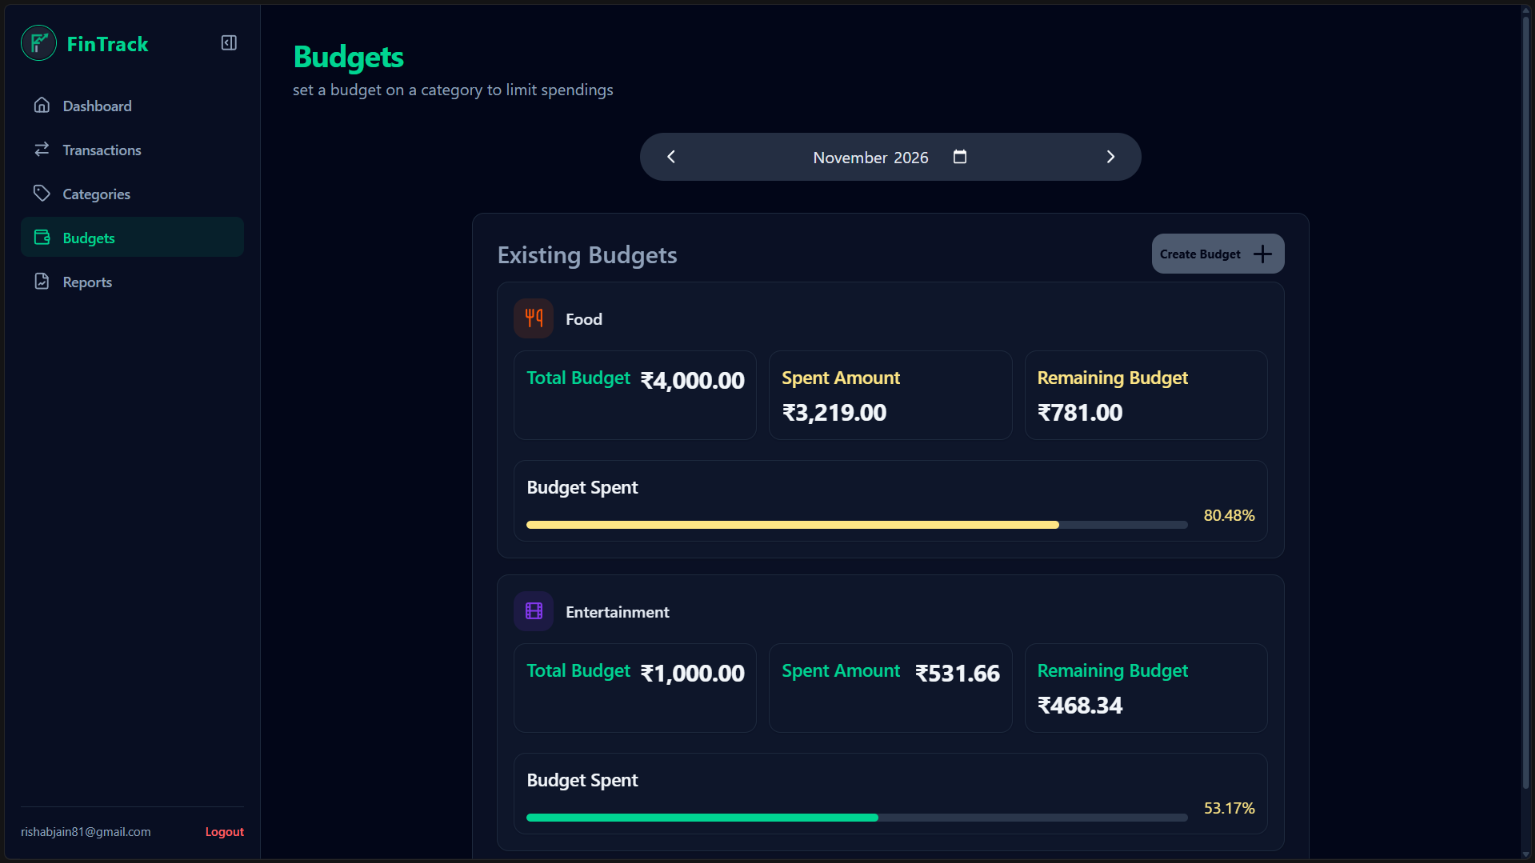 FinTrack
Dashboard
Transactions
Categories
Budgets
Reports
rishabjain81@gmail.com
Logout
Budgets
set a budget on a category to limit spendings
November 2026
Existing Budgets
Create Budget
Food
Total Budget ₹4,000.00
Spent Amount
₹3,219.00
Remaining Budget
₹781.00
Budget Spent
80.48%
Entertainment
Total Budget ₹1,000.00
Spent Amount ₹531.66
Remaining Budget
₹468.34
Budget Spent
53.17%